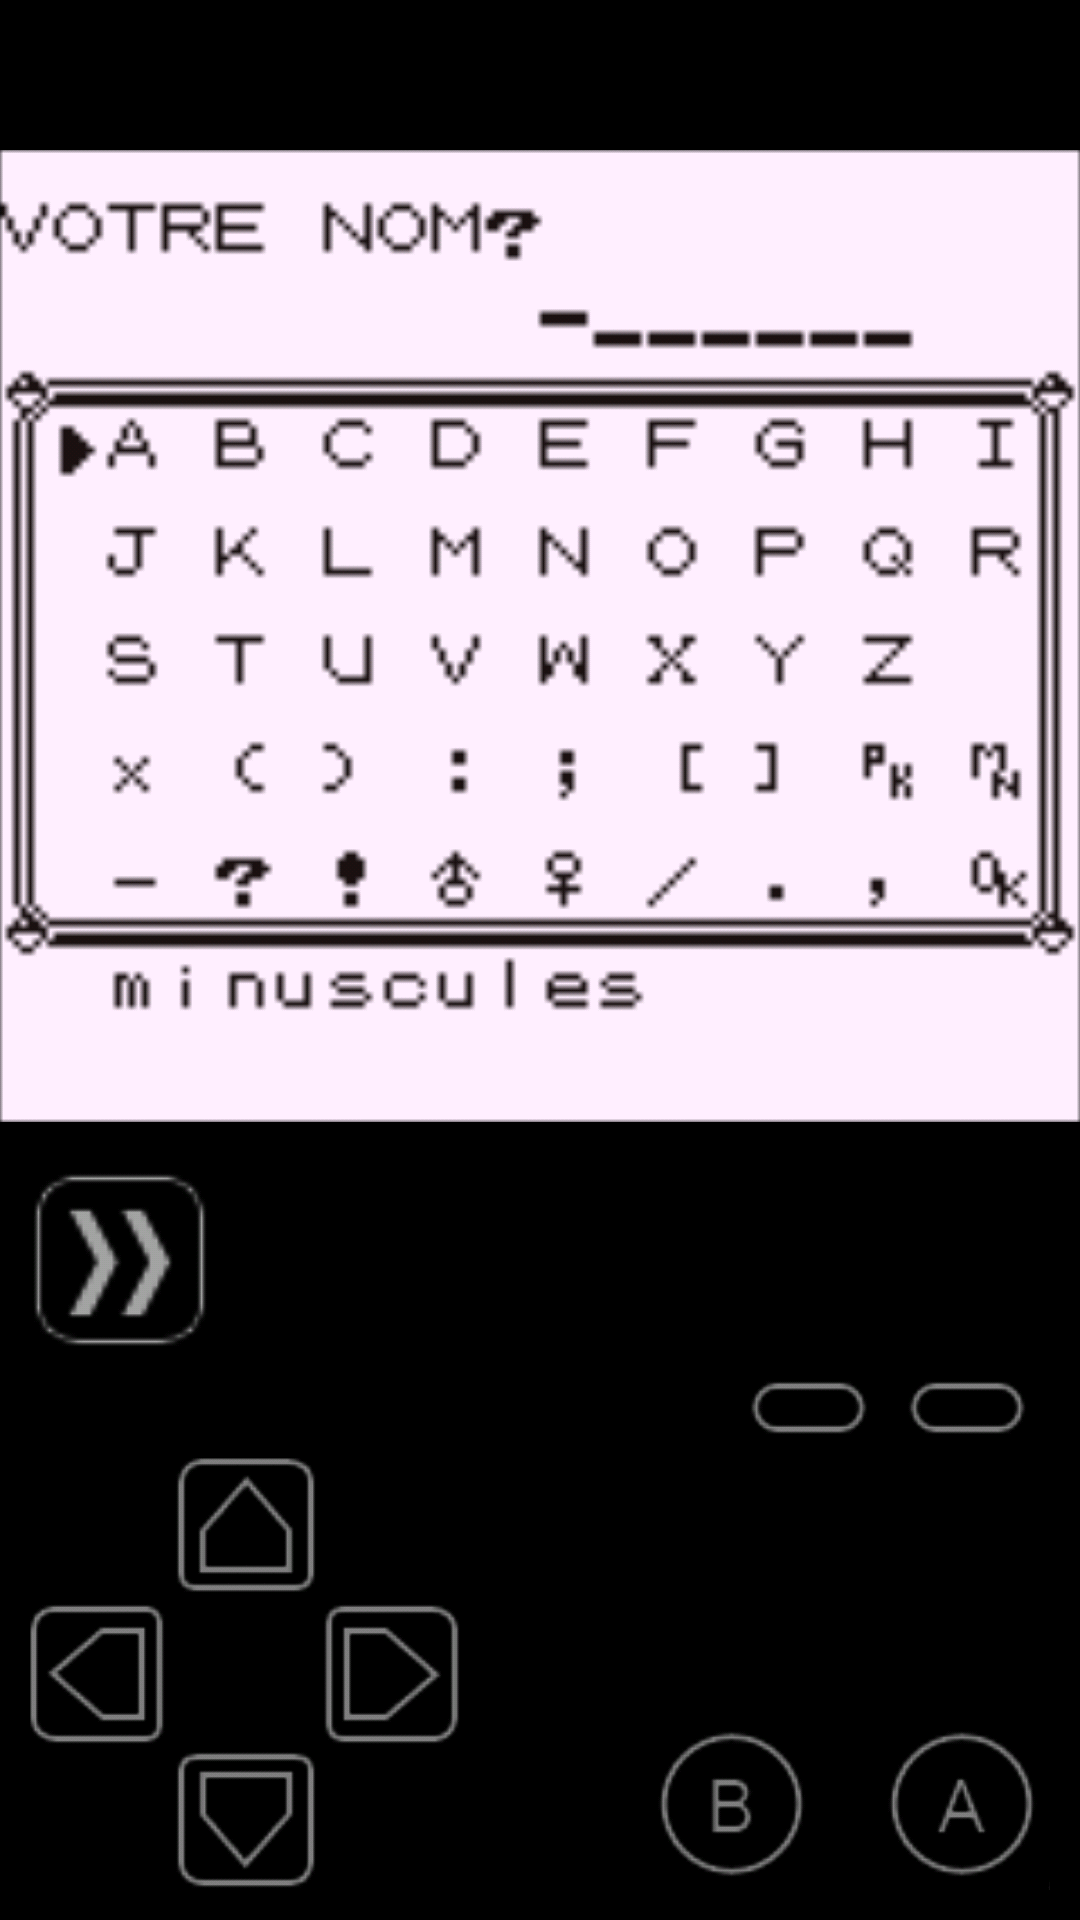 VOTRE NOM?
A B C D E F G H I
J K L M N O P Q R
S T U V W X Y Z
× ( ) : ; [ ] PK MN
- ? ! ♂ ♀ / . , OK
minuscules
B A